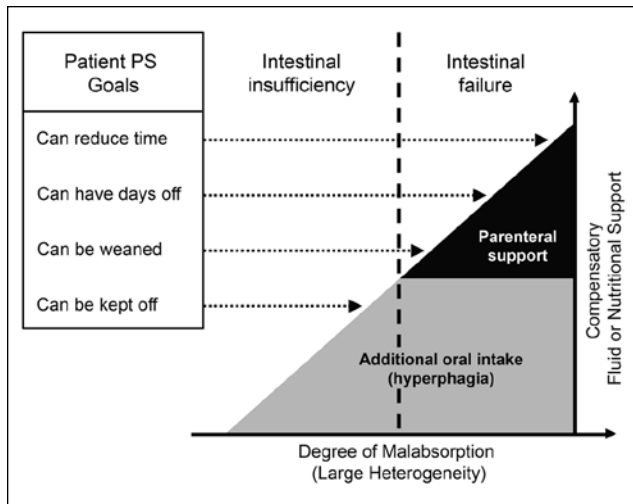 Patient PS
Goals
Can reduce time
Can have days off
Can be weaned
Can be kept off
Intestinal
insufficiency
Intestinal
failure
Parenteral
support
Additional oral intake
(hyperphagia)
Compensatory
Fluid or Nutritional Support
Degree of Malabsorption
(Large Heterogeneity)